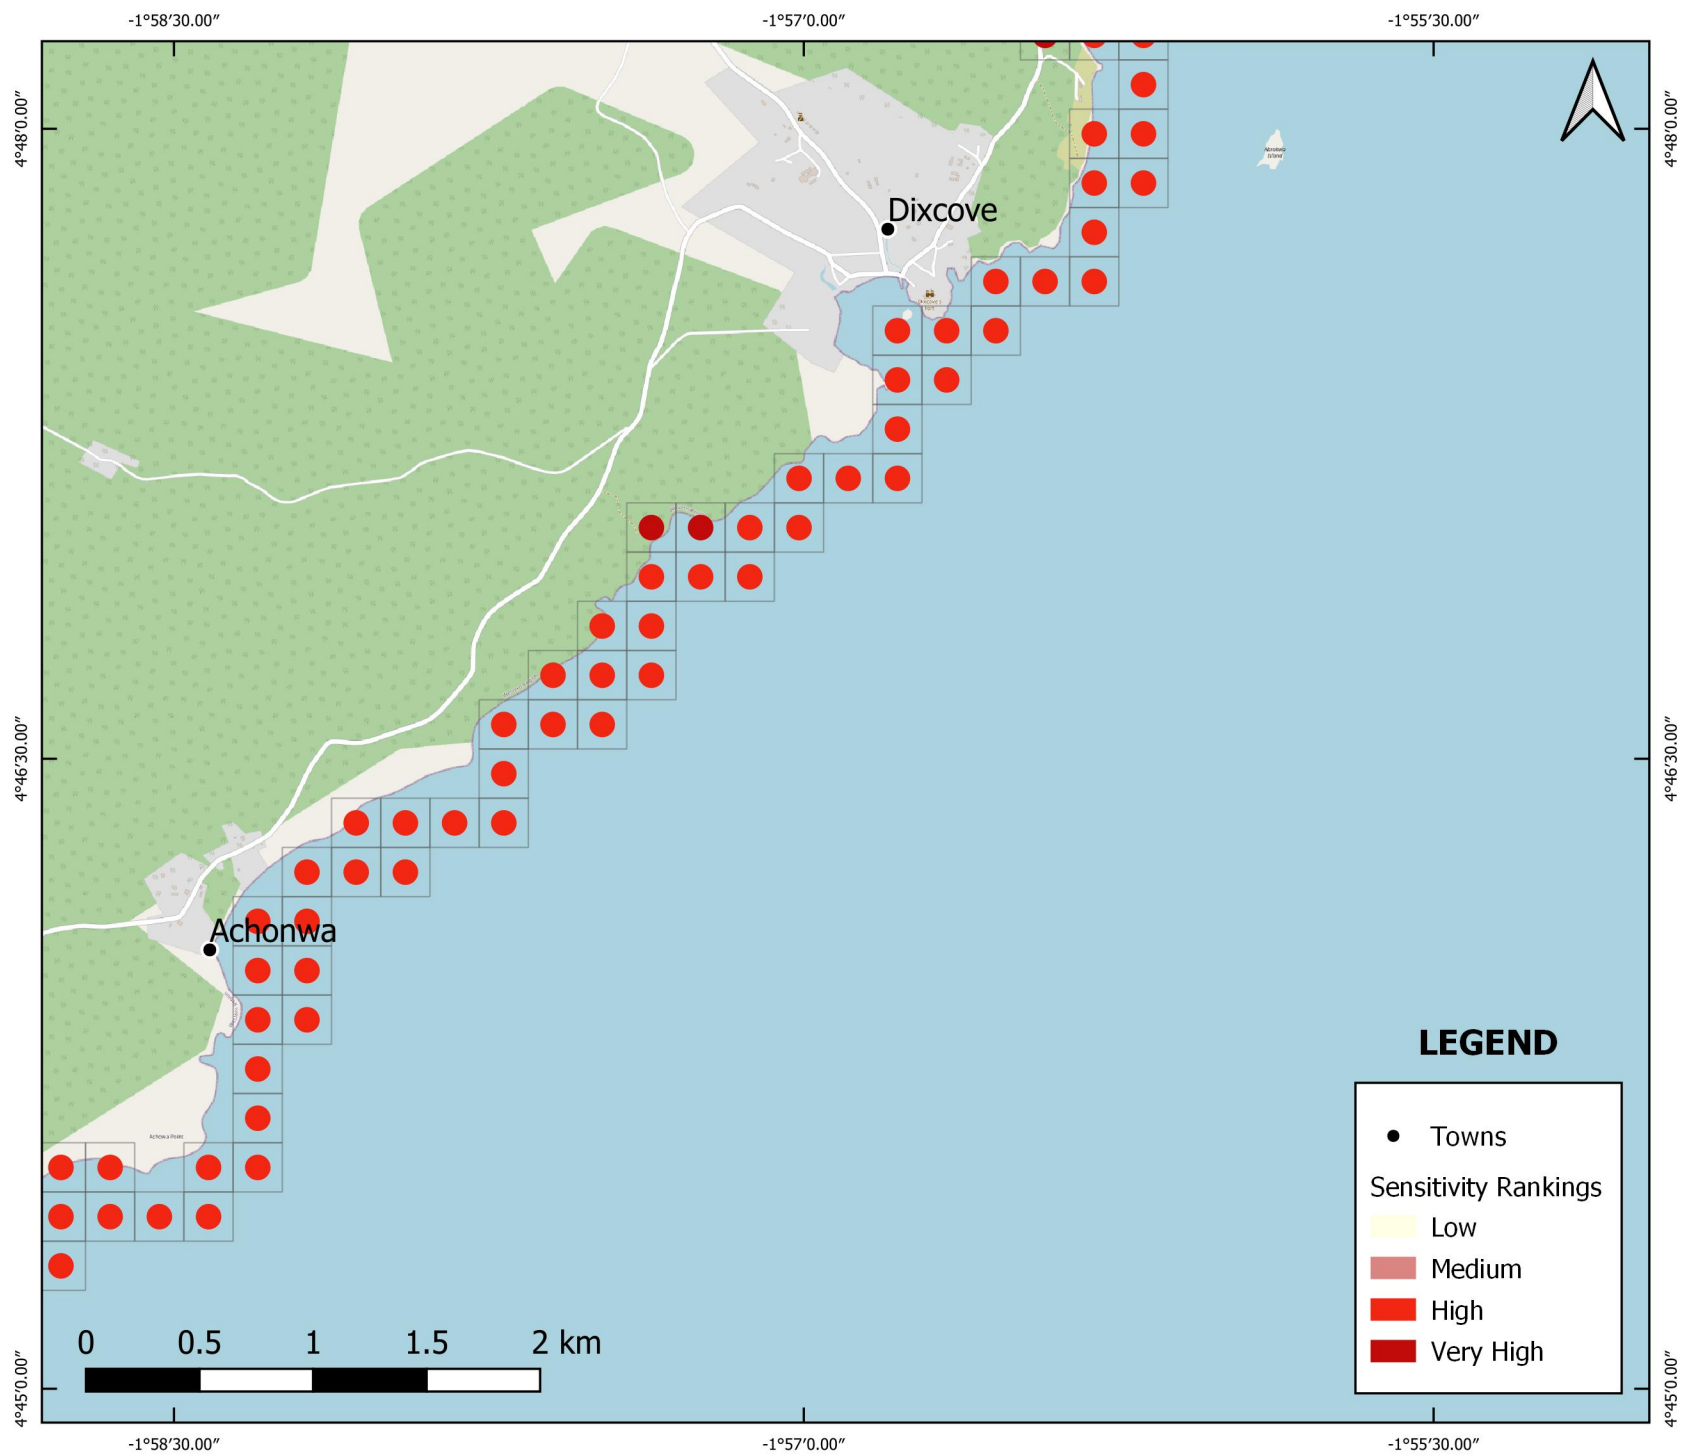 -1°58′30.00″
-1°57′0.00″
-1°55′30.00″
4°48′0.00″
4°48′0.00″
Island
Dixcove
4°46′30.00″
4°46′30.00″
Achonwa
Achowa Point
LEGEND
Towns
Sensitivity Rankings
Low
Medium
High
Very High
0 0.5 1 1.5 2 km
4°45′0.00″
4°45′0.00″
-1°58′30.00″
-1°57′0.00″
-1°55′30.00″